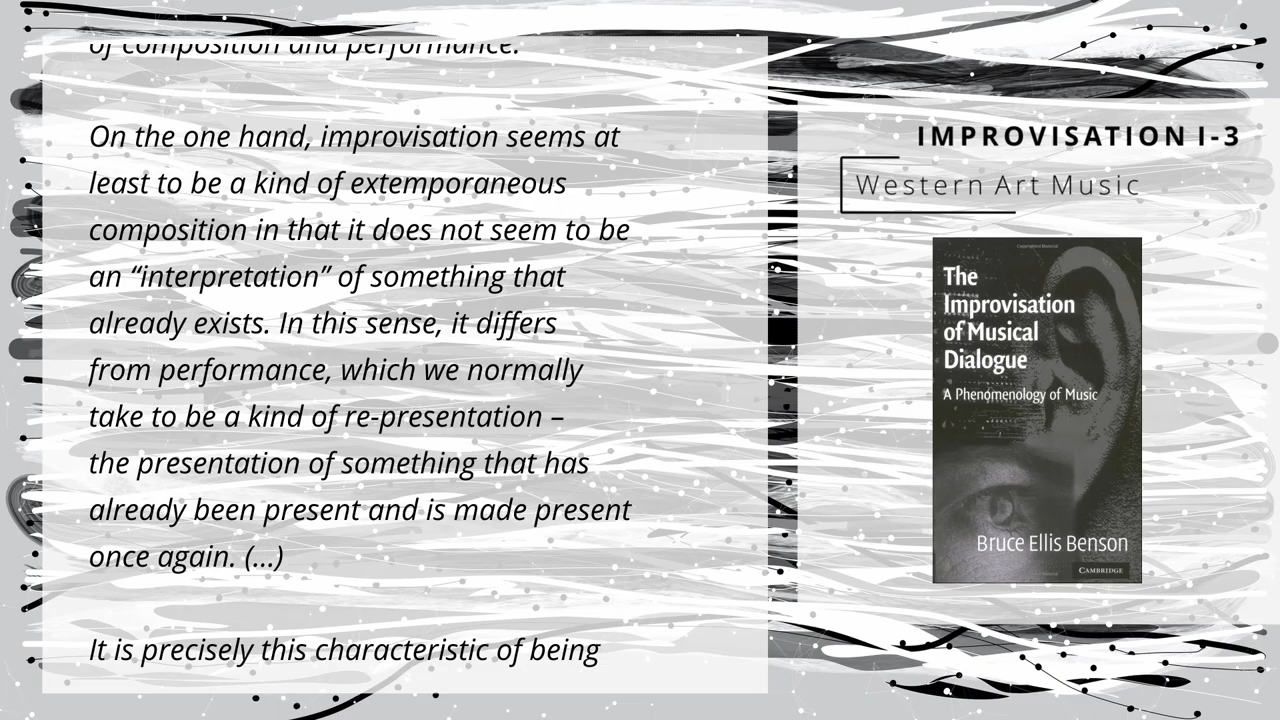 of composition and performance.
On the one hand, improvisation seems at
least to be a kind of extemporaneous
composition in that it does not seem to be
an “interpretation” of something that
already exists. In this sense, it differs
from performance, which we normally
take to be a kind of re-presentation –
the presentation of something that has
already been present and is made present
once again. (...)
It is precisely this characteristic of being
IMPROVISATION I-3
Western Art Music
Copyrighted Material
The
Improvisation
of Musical
Dialogue
A Phenomenology of Music
Bruce Ellis Benson
CAMBRIDGE